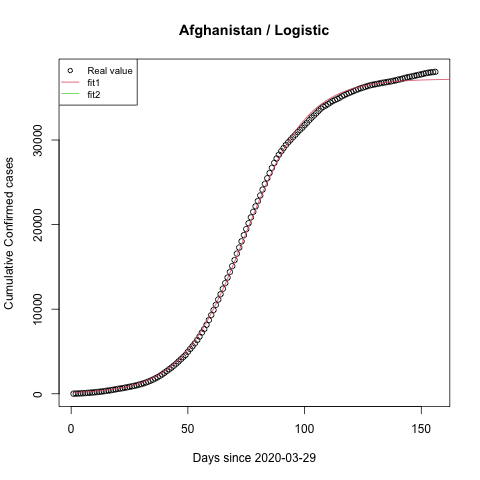 Afghanistan / Logistic
Real value
fit1
fit2
Cumulative Confirmed cases
30000
20000
10000
0
0 50 100 150
Days since 2020-03-29